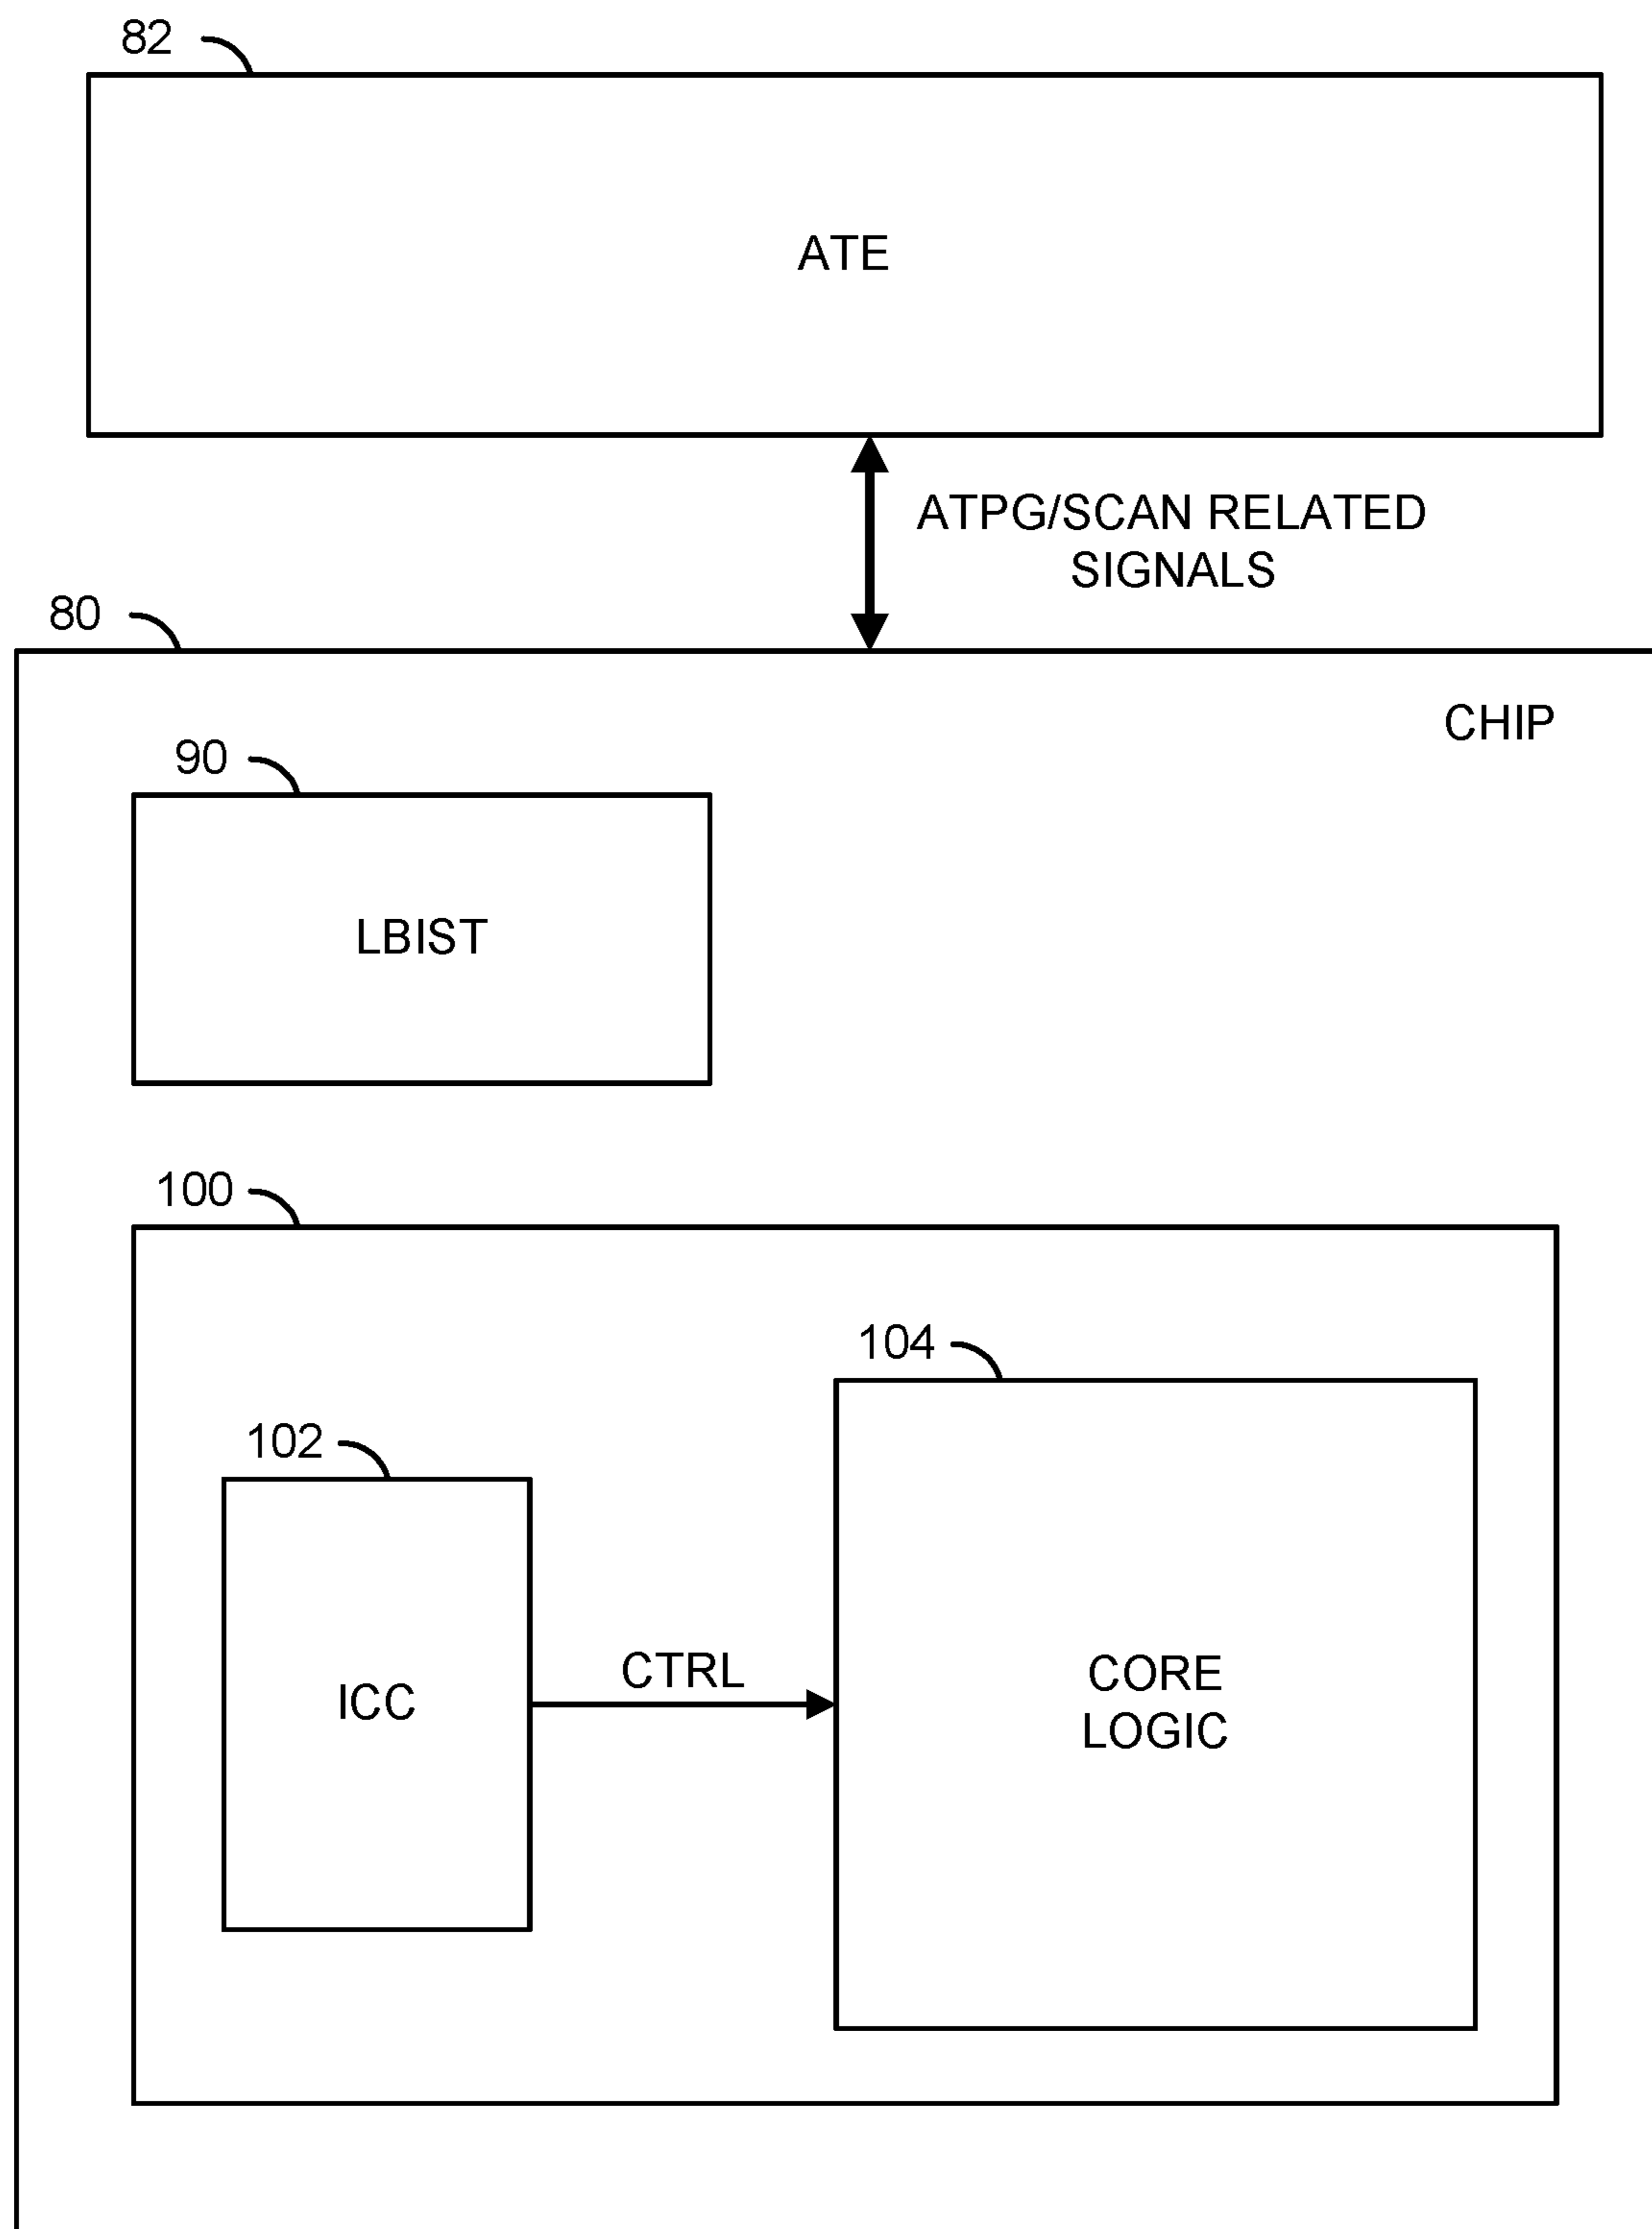 82
ATE
ATPG/SCAN RELATED
SIGNALS
80
CHIP
90
LBIST
100
104
102
CTRL
ICC
CORE
LOGIC